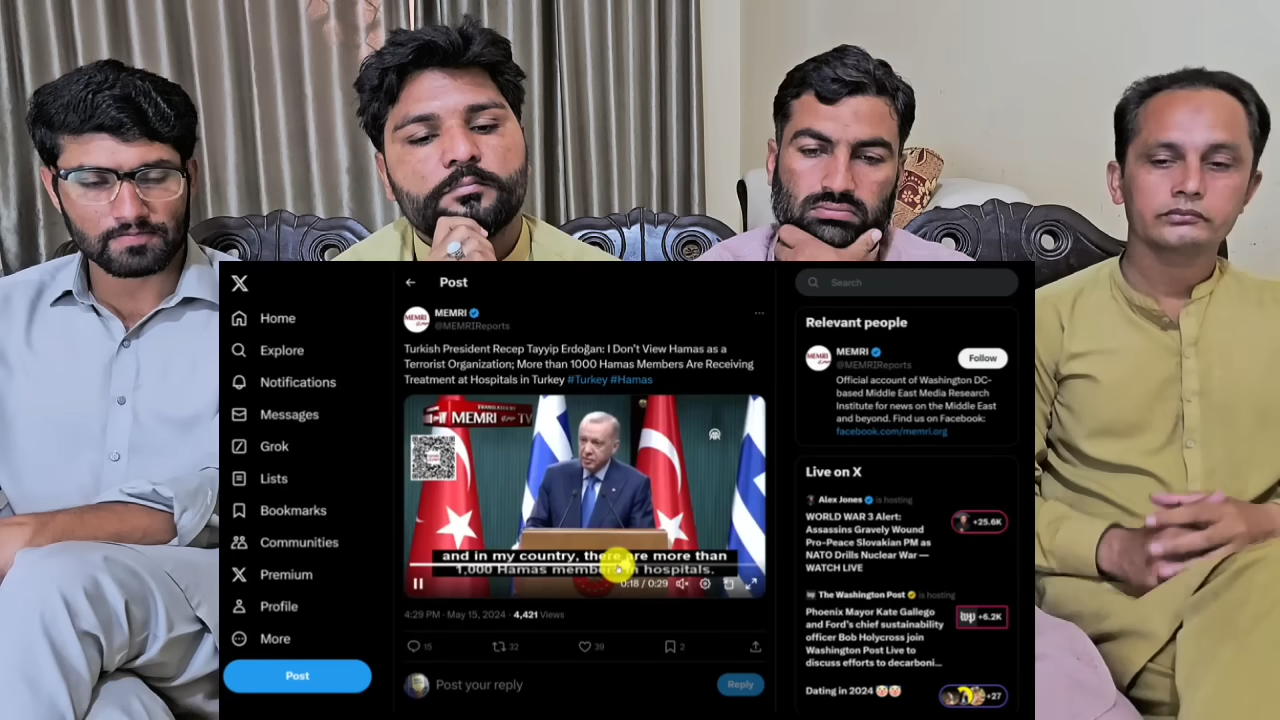 Home
Explore
Notifications
Messages
Grok
Lists
Bookmarks
Communities
Premium
Profile
More
Post
Post
MEMRI
@MEMRIReports
Turkish President Recep Tayyip Erdoğan: I Don't View Hamas as a
Terrorist Organization; More than 1000 Hamas Members Are Receiving
Treatment at Hospitals in Turkey #Turkey #Hamas
TRANSLATED BY
MEMRI TV
and in my country, there are more than
1,000 Hamas members in hospitals.
0:18 / 0:29
4:29 PM · May 15, 2024 · 4,421 Views
15
32
39
2
Post your reply
Reply
Search
Relevant people
MEMRI
@MEMRIReports
Follow
Official account of Washington DC-
based Middle East Media Research
Institute for news on the Middle East
and beyond. Find us on Facebook:
facebook.com/memri.org
Live on X
Alex Jones is hosting
WORLD WAR 3 Alert:
Assassins Gravely Wound
Pro-Peace Slovakian PM as
NATO Drills Nuclear War —
WATCH LIVE
+25.6K
The Washington Post is hosting
Phoenix Mayor Kate Gallego
and Ford's chief sustainability
officer Bob Holycross join
Washington Post Live to
discuss efforts to decarboni...
wp +6.2K
Dating in 2024 🤡🤡
+27